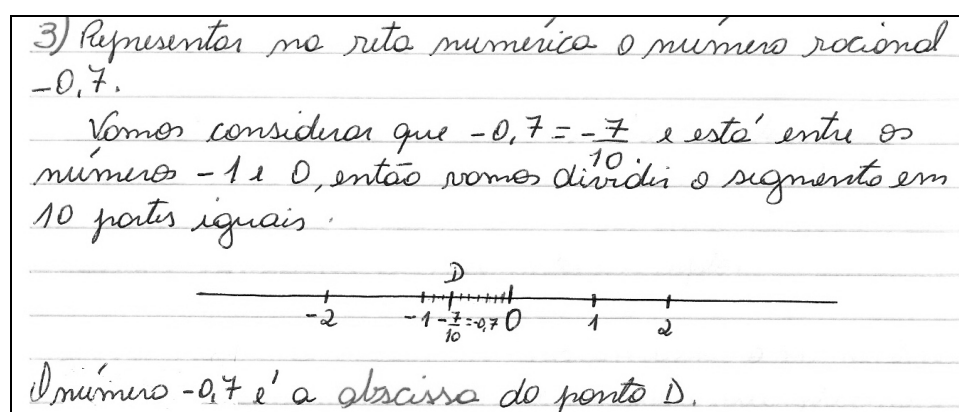 3) Representar na reta numérica o número racional
-0,7.
Vamos considerar que -0,7 = -7/10 e está entre os
números -1 e 0, então vamos dividir o segmento em
10 partes iguais.
D
-2 -1 -7/10=-0,7 0 1 2
O número -0,7 é a abscissa do ponto D.